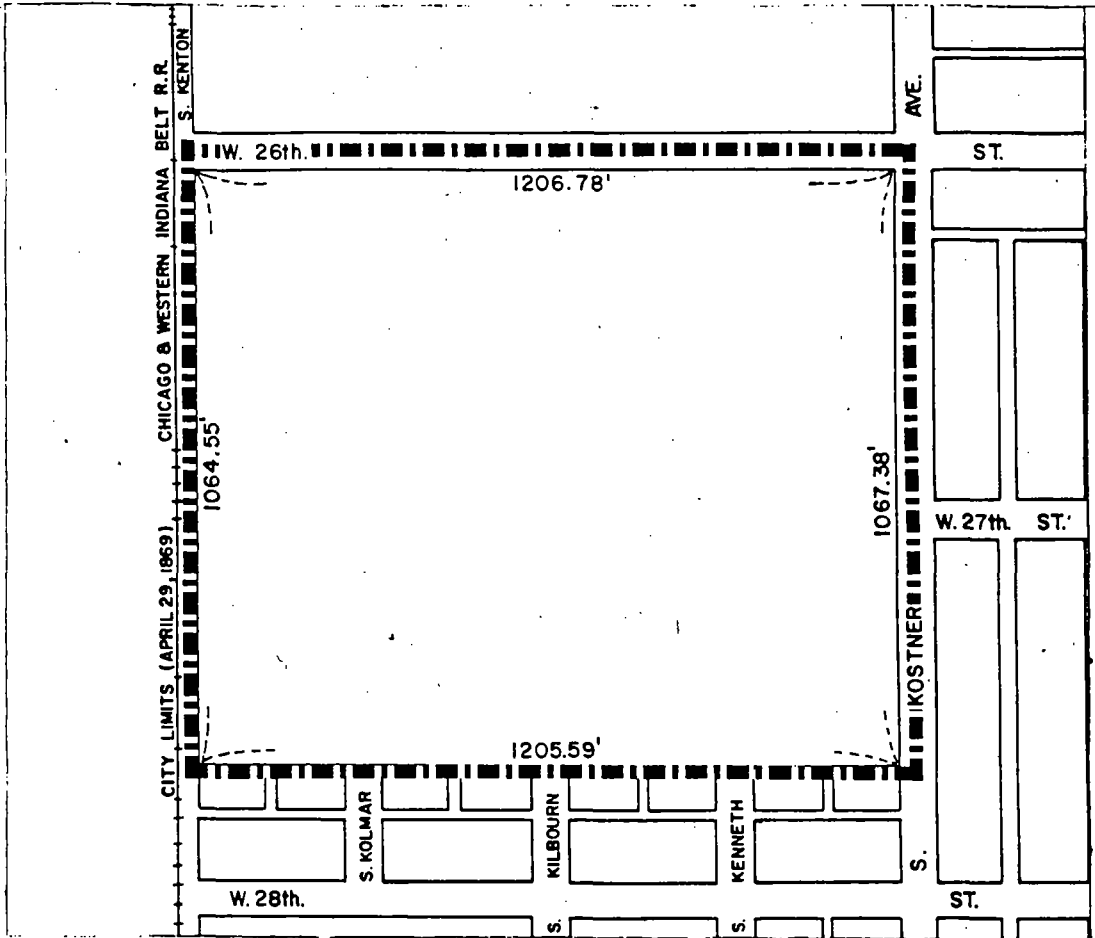 S. KENTON
AVE.
W. 26th.
ST.
1206.78'
CHICAGO & WESTERN INDIANA BELT R.R.
1064.55'
1067.38'
W. 27th. ST.
CITY LIMITS (APRIL 29, 1869)
KOSTNER
1205.59'
S. KOLMAR
KILBOURN
KENNETH
S.
W. 28th.
ST.
S.
S.